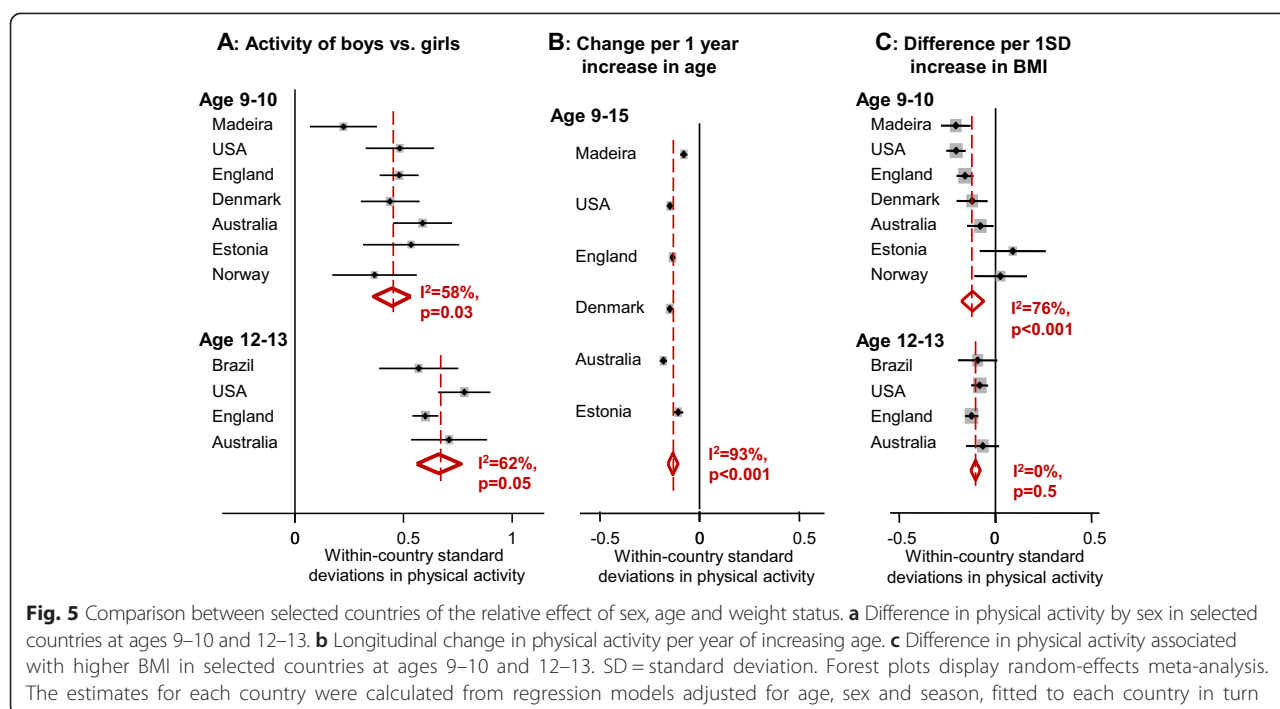 A: Activity of boys vs. girls
Age 9-10
Madeira
USA
England
Denmark
Australia
Estonia
Norway
I²=58%,
p=0.03
Age 12-13
Brazil
USA
England
Australia
I²=62%,
p=0.05
0
0.5
1
Within-country standard
deviations in physical activity
B: Change per 1 year
increase in age
Age 9-15
Madeira
USA
England
Denmark
Australia
Estonia
I²=93%,
p<0.001
-0.5
0
0.5
Within-country standard
deviations in physical activity
C: Difference per 1SD
increase in BMI
Age 9-10
Madeira
USA
England
Denmark
Australia
Estonia
Norway
I²=76%,
p<0.001
Age 12-13
Brazil
USA
England
Australia
I²=0%,
p=0.5
-0.5
0
0.5
Within-country standard
deviations in physical activity
Fig. 5 Comparison between selected countries of the relative effect of sex, age and weight status. a Difference in physical activity by sex in selected
countries at ages 9–10 and 12–13. b Longitudinal change in physical activity per year of increasing age. c Difference in physical activity associated
with higher BMI in selected countries at ages 9–10 and 12–13. SD = standard deviation. Forest plots display random-effects meta-analysis.
The estimates for each country were calculated from regression models adjusted for age, sex and season, fitted to each country in turn